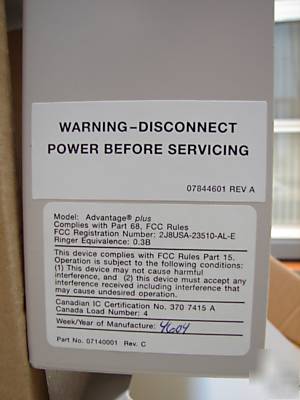 WARNING–DISCONNECT
POWER BEFORE SERVICING
07844601 REV A
Model: Advantage® plus
Complies with Part 68, FCC Rules
FCC Registration Number: 2J8USA-23510-AL-E
Ringer Equivalence: 0.3B
This device complies with FCC Rules Part 15.
Operation is subject to the following conditions:
(1) This device may not cause harmful
interference, and (2) this device must accept any
interference received including interference that
may cause undesired operation.
Canadian IC Certification No. 370 7415 A
Canada Load Number: 4
Week/Year of Manufacture: 4604
Part No. 07140001 Rev. C